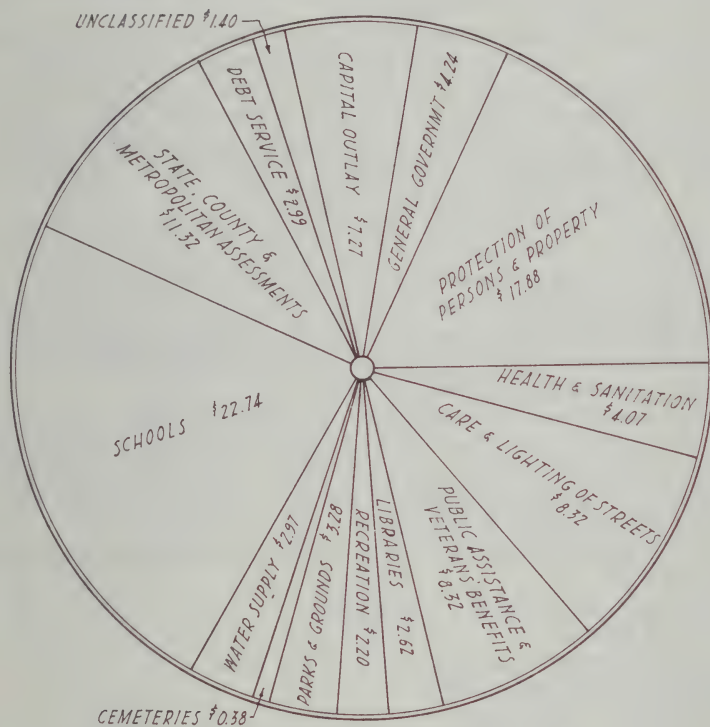 UNCLASSIFIED $1.40
DEBT SERVICE $2.99
CAPITAL OUTLAY $7.27
GENERAL GOVERNM'T $4.24
PROTECTION OF
PERSONS & PROPERTY
$17.88
HEALTH & SANITATION
$4.07
CARE & LIGHTING OF STREETS
$8.32
PUBLIC ASSISTANCE &
VETERANS BENEFITS
$8.32
LIBRARIES $2.62
RECREATION $2.20
PARKS & GROUNDS $3.28
CEMETERIES $0.38
WATER SUPPLY $2.97
SCHOOLS $22.74
STATE, COUNTY &
METROPOLITAN ASSESSMENTS
$11.32